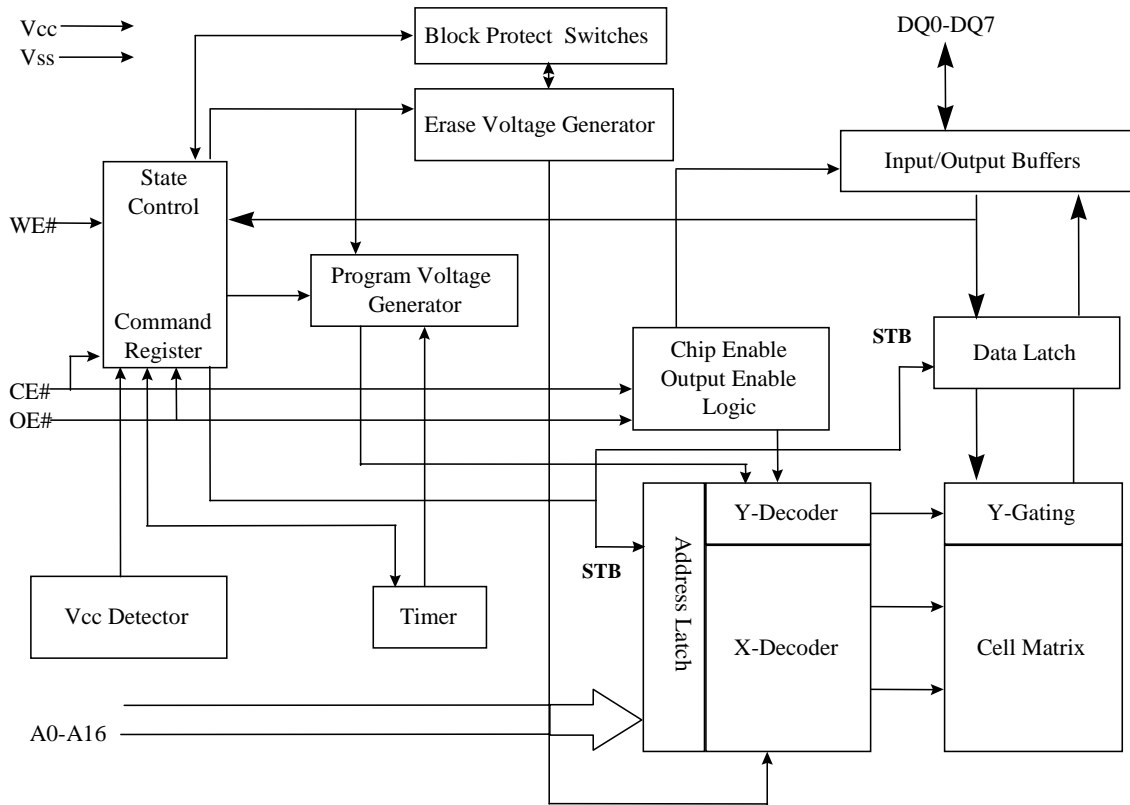 Vcc
Vss
Block Protect Switches
DQ0-DQ7
Erase Voltage Generator
Input/Output Buffers
State
Control
WE#
Program Voltage
Generator
Command
Register
STB
Data Latch
Chip Enable
Output Enable
Logic
CE#
OE#
Y-Decoder
Y-Gating
STB
Address Latch
Vcc Detector
Timer
X-Decoder
Cell Matrix
A0-A16